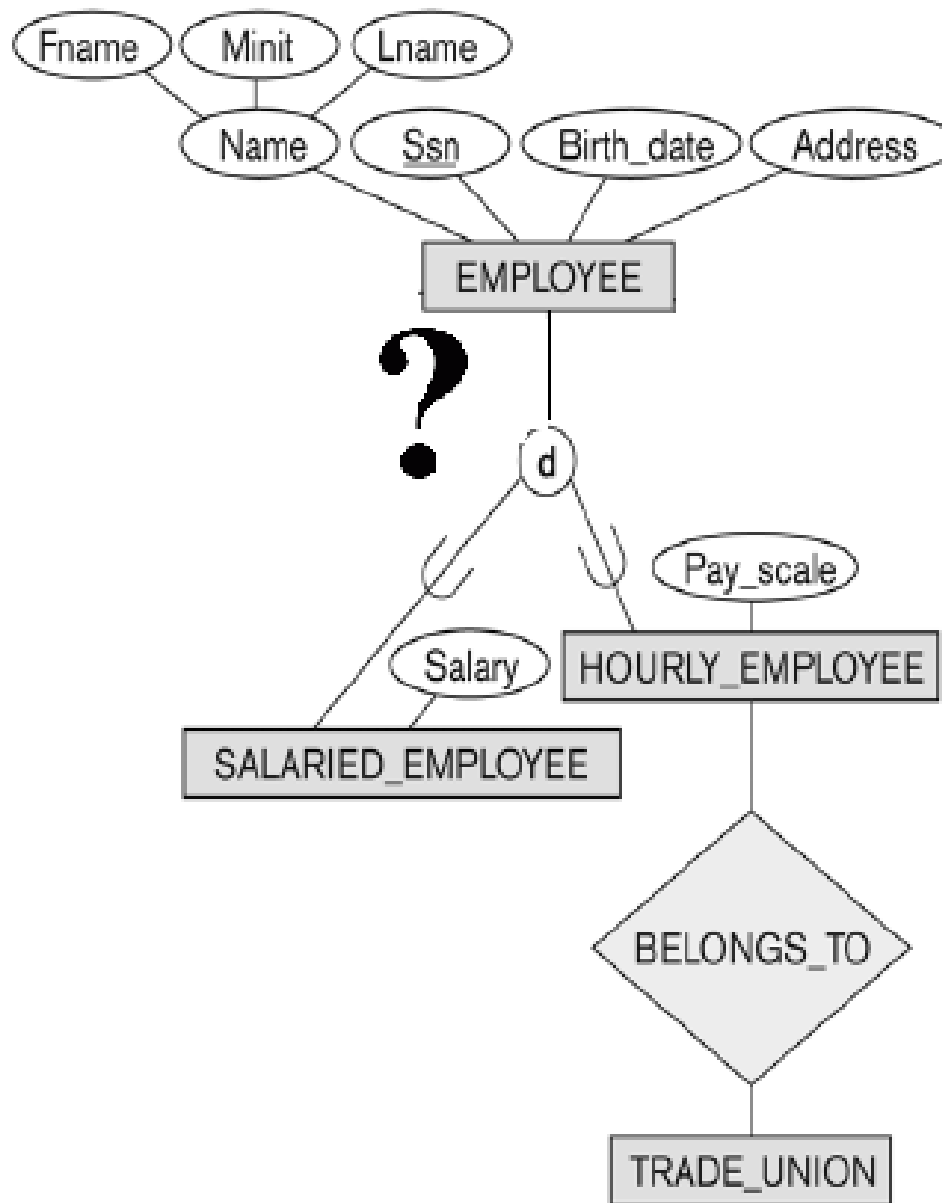 Fname Minit Lname
Name Ssn Birth_date Address
EMPLOYEE
?
d
Pay_scale
Salary HOURLY_EMPLOYEE
SALARIED_EMPLOYEE
BELONGS_TO
TRADE_UNION